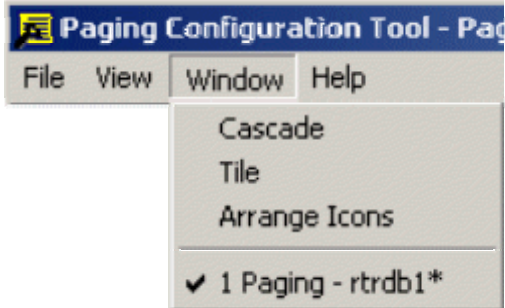 Paging Configuration Tool - Pag
File View Window Help
Cascade
Tile
Arrange Icons
✔ 1 Paging - rtrdb1*